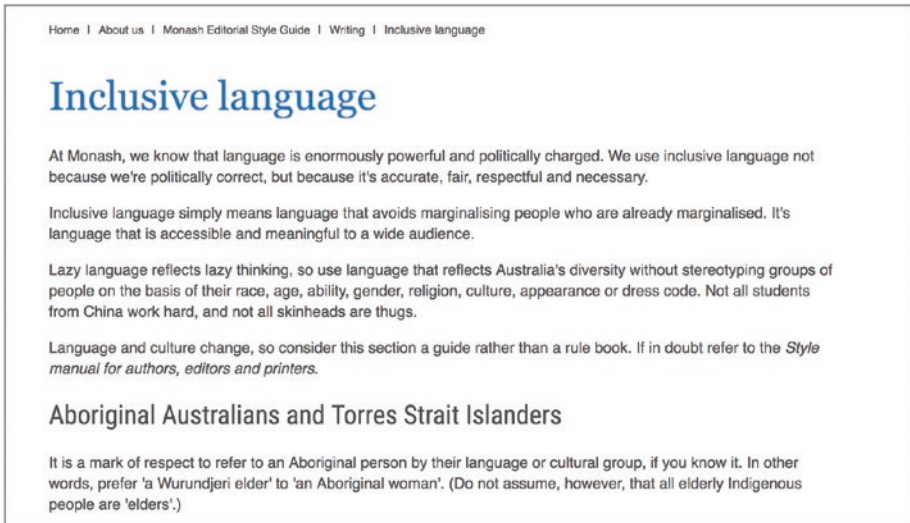 Home | About us | Monash Editorial Style Guide | Writing | Inclusive language
Inclusive language
At Monash, we know that language is enormously powerful and politically charged. We use inclusive language not
because we're politically correct, but because it's accurate, fair, respectful and necessary.
Inclusive language simply means language that avoids marginalising people who are already marginalised. It's
language that is accessible and meaningful to a wide audience.
Lazy language reflects lazy thinking, so use language that reflects Australia's diversity without stereotyping groups of
people on the basis of their race, age, ability, gender, religion, culture, appearance or dress code. Not all students
from China work hard, and not all skinheads are thugs.
Language and culture change, so consider this section a guide rather than a rule book. If in doubt refer to the Style
manual for authors, editors and printers.
Aboriginal Australians and Torres Strait Islanders
It is a mark of respect to refer to an Aboriginal person by their language or cultural group, if you know it. In other
words, prefer 'a Wurundjeri elder' to 'an Aboriginal woman'. (Do not assume, however, that all elderly Indigenous
people are 'elders'.)